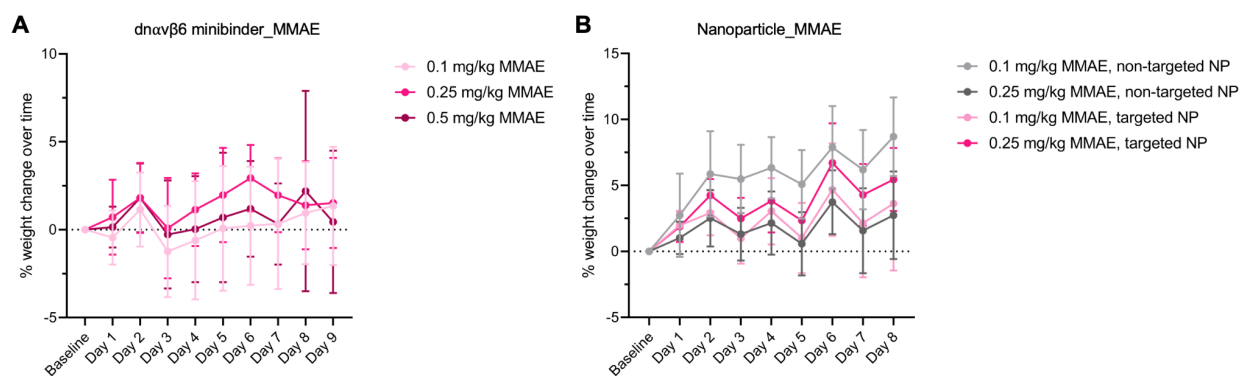 A
dnαvβ6 minibinder_MMAE
% weight change over time
10
5
0
-5
Baseline
Day 1
Day 2
Day 3
Day 4
Day 5
Day 6
Day 7
Day 8
Day 9
0.1 mg/kg MMAE
0.25 mg/kg MMAE
0.5 mg/kg MMAE
B
Nanoparticle_MMAE
% weight change over time
15
10
5
0
-5
Baseline
Day 1
Day 2
Day 3
Day 4
Day 5
Day 6
Day 7
Day 8
0.1 mg/kg MMAE, non-targeted NP
0.25 mg/kg MMAE, non-targeted NP
0.1 mg/kg MMAE, targeted NP
0.25 mg/kg MMAE, targeted NP